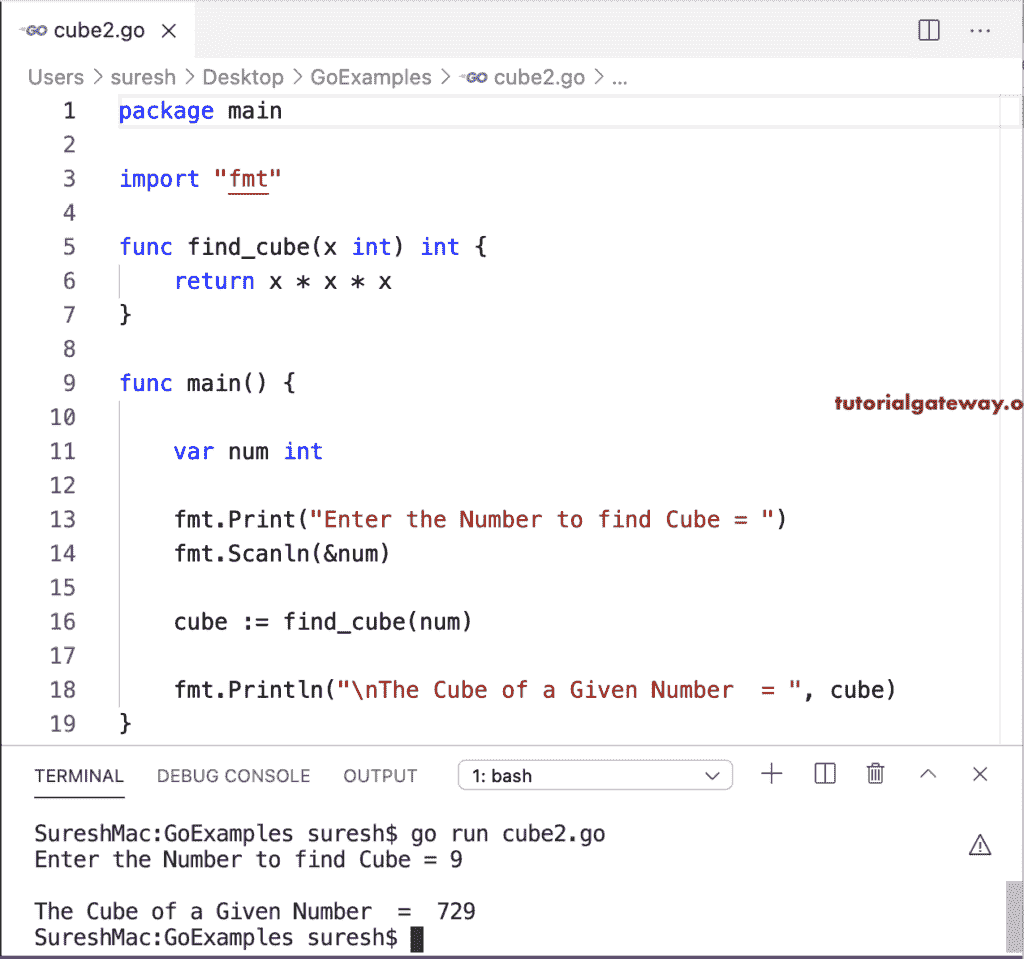 GO cube2.go
Users > suresh > Desktop > GoExamples > GO cube2.go > ...
1 package main
2
3 import "fmt"
4
5 func find_cube(x int) int {
6     return x * x * x
7 }
8
9 func main() {
tutorialgateway.o
10
11     var num int
12
13     fmt.Print("Enter the Number to find Cube = ")
14     fmt.Scanln(&num)
15
16     cube := find_cube(num)
17
18     fmt.Println("\nThe Cube of a Given Number  = ", cube)
19 }
TERMINAL DEBUG CONSOLE OUTPUT 1: bash
SureshMac:GoExamples suresh$ go run cube2.go
Enter the Number to find Cube = 9
The Cube of a Given Number  =  729
SureshMac:GoExamples suresh$